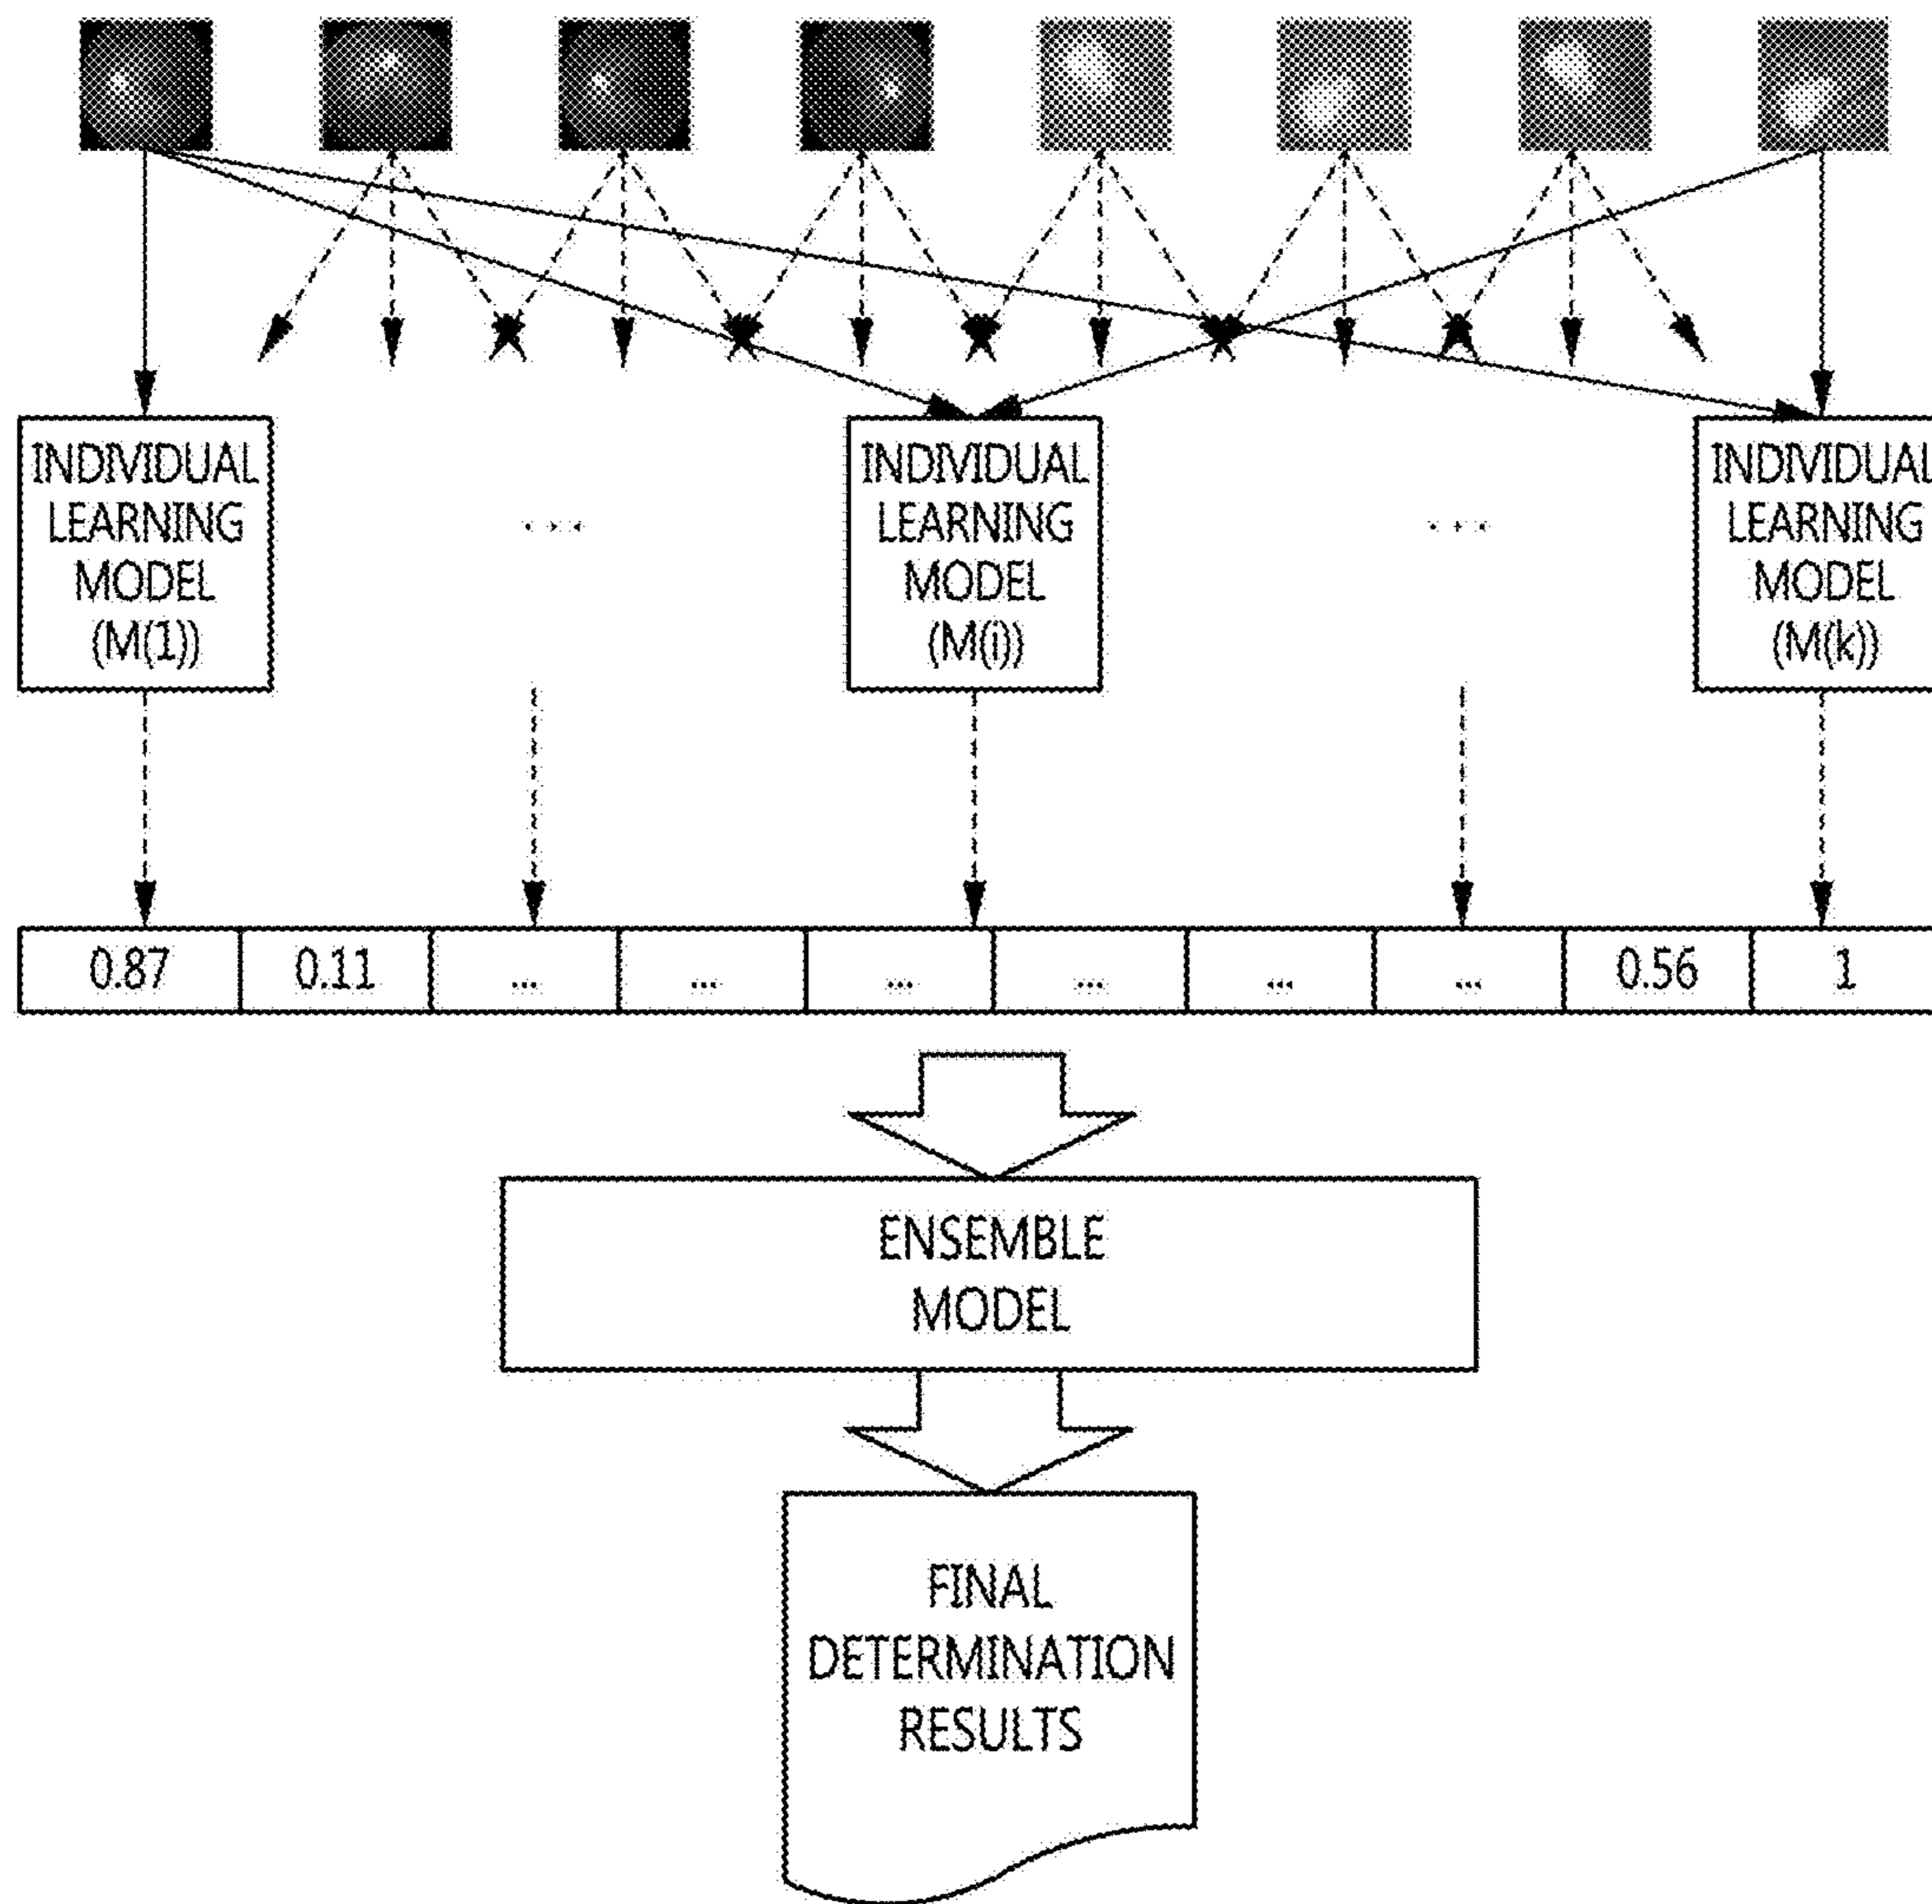 INDIVIDUAL
LEARNING
MODEL
(M(1))
...
INDIVIDUAL
LEARNING
MODEL
(M(i))
...
INDIVIDUAL
LEARNING
MODEL
(M(k))
0.87 0.11 ... ... ... ... ... ... 0.56 1
ENSEMBLE
MODEL
FINAL
DETERMINATION
RESULTS